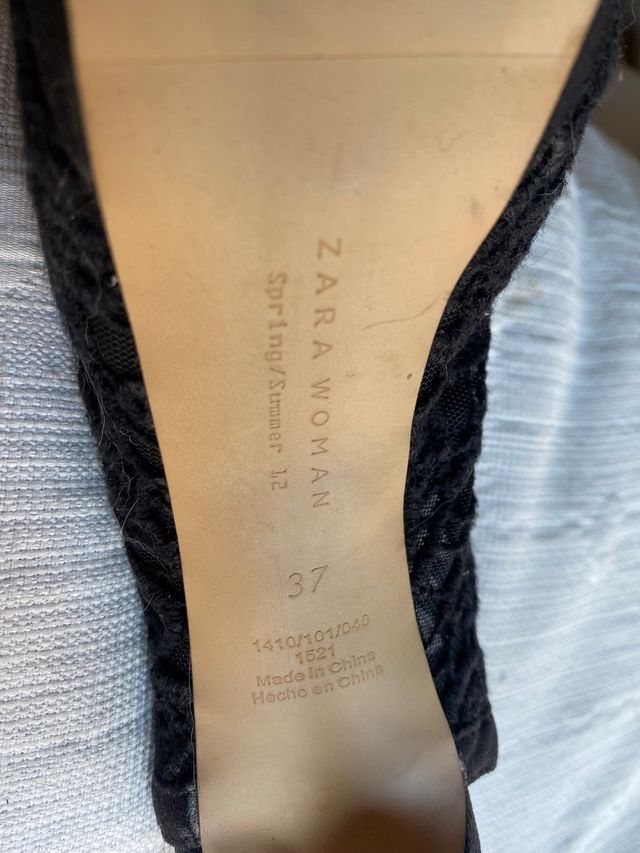 ZARA WOMAN
Spring/Summer 12
37
1410/101/040
1521
Made in China
Hecho en China